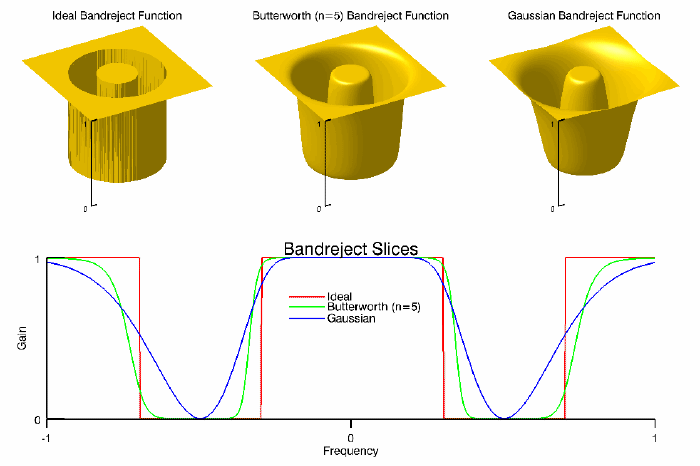 Ideal Bandreject Function
Butterworth (n=5) Bandreject Function
Gaussian Bandreject Function
1
0
1
0
1
0
Bandreject Slices
1
Ideal
Butterworth (n=5)
Gaussian
Gain
0
-1
0
1
Frequency